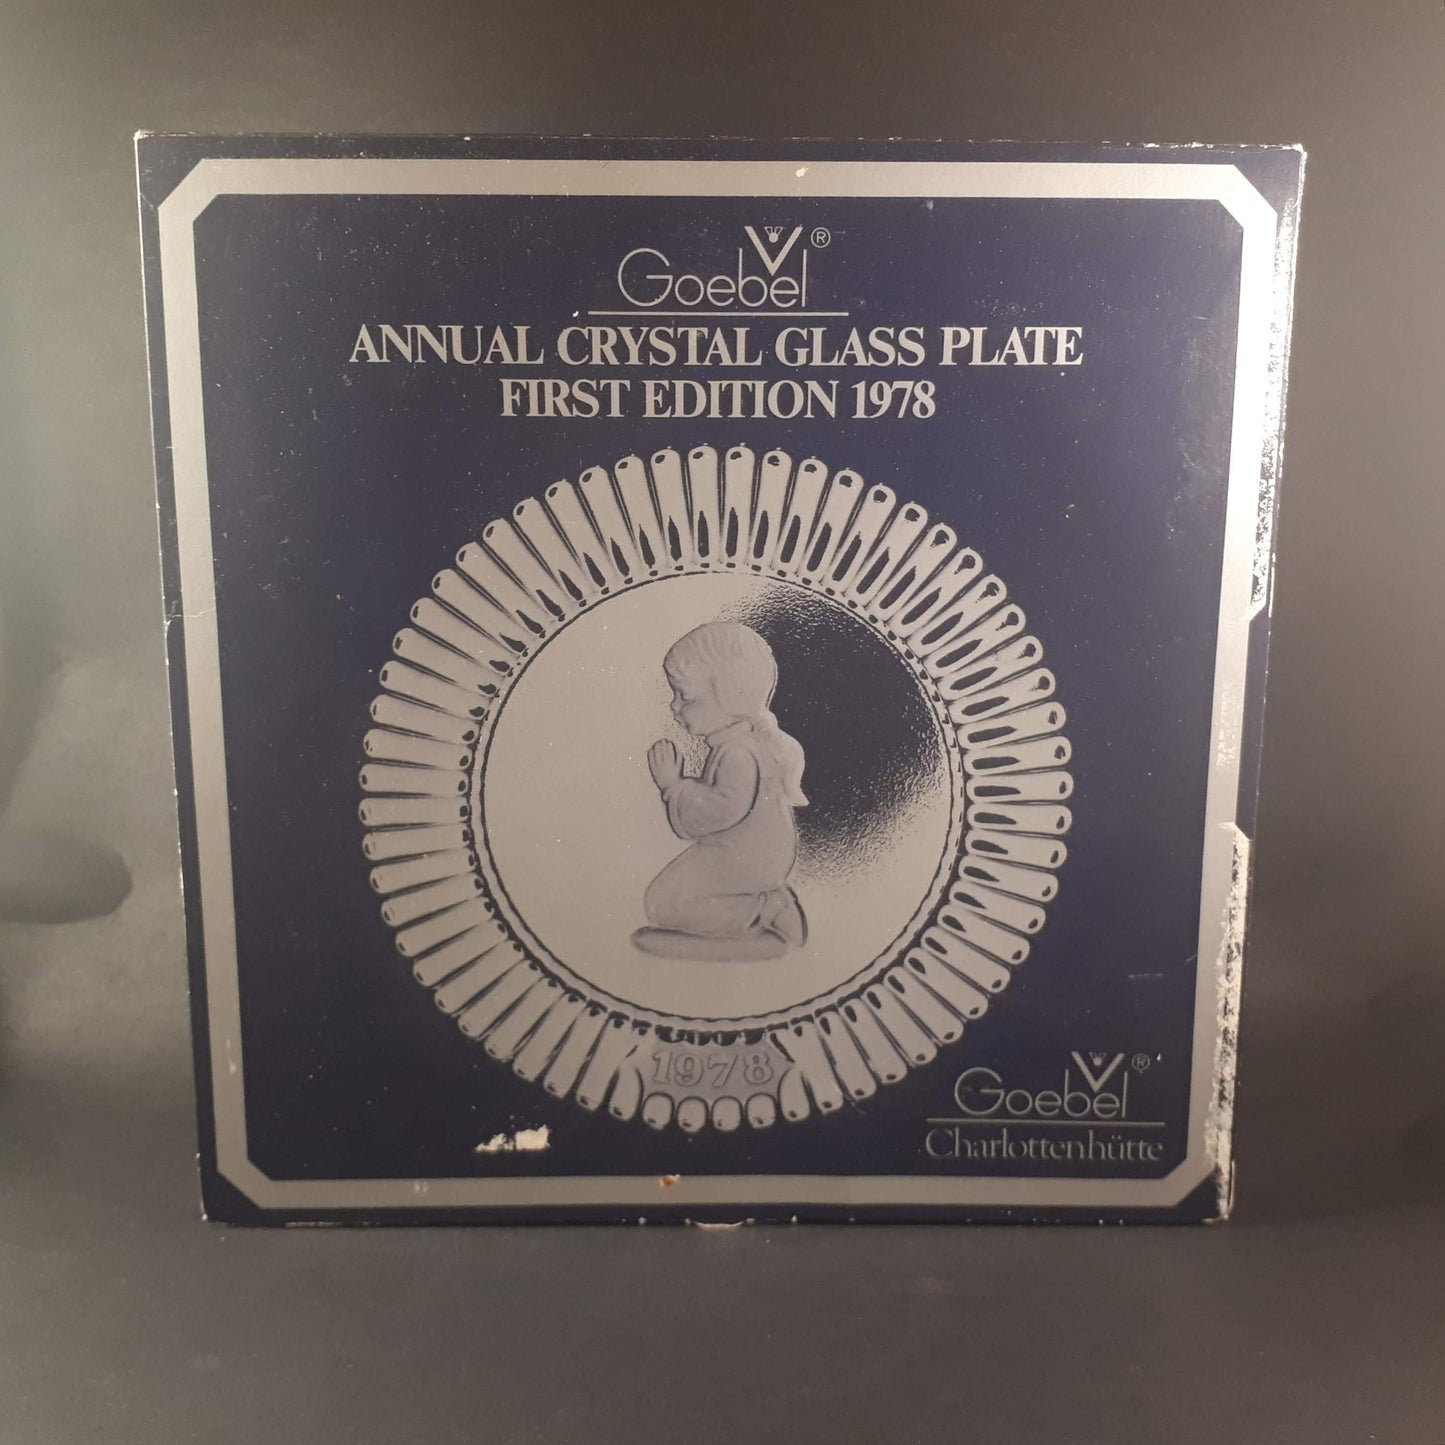 Goebel ®
ANNUAL CRYSTAL GLASS PLATE
FIRST EDITION 1978
1978
Goebel ®
Charlottenhütte